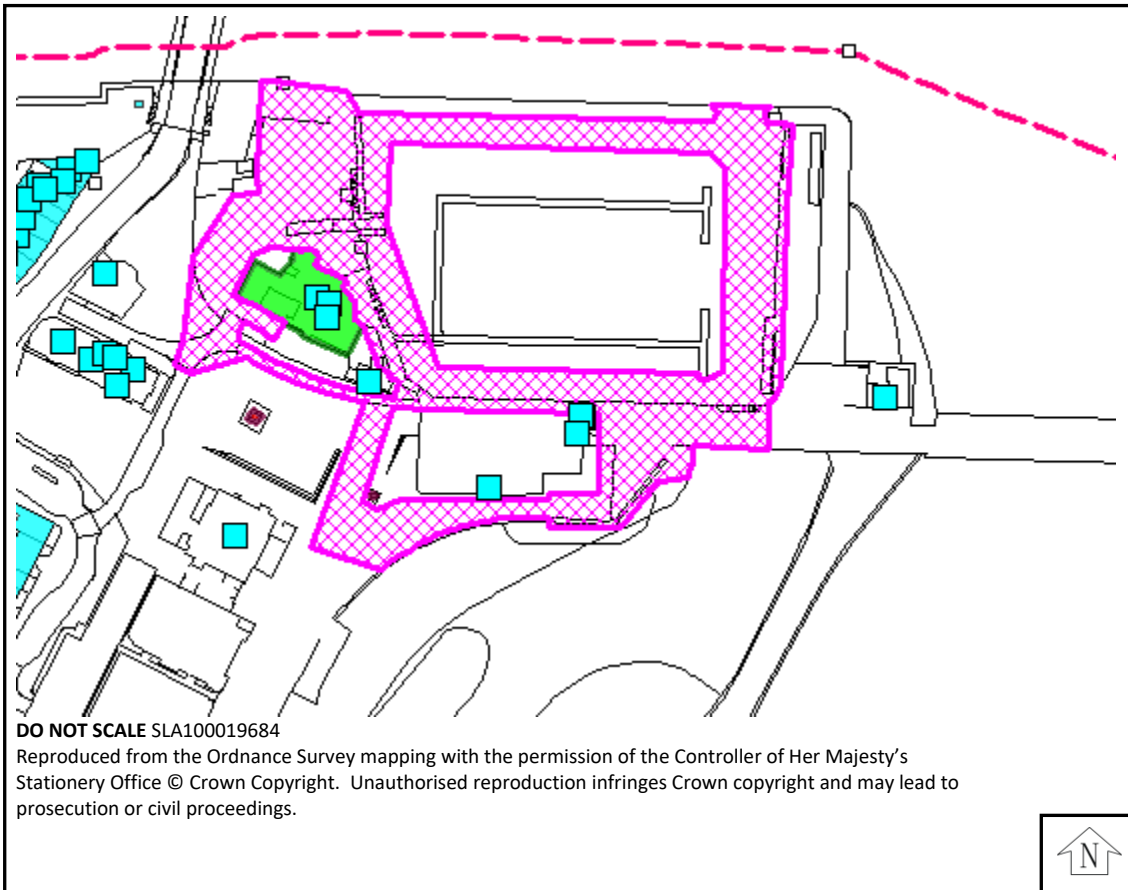 DO NOT SCALE SLA100019684
Reproduced from the Ordnance Survey mapping with the permission of the Controller of Her Majesty’s
Stationery Office © Crown Copyright.  Unauthorised reproduction infringes Crown copyright and may lead to
prosecution or civil proceedings.
N